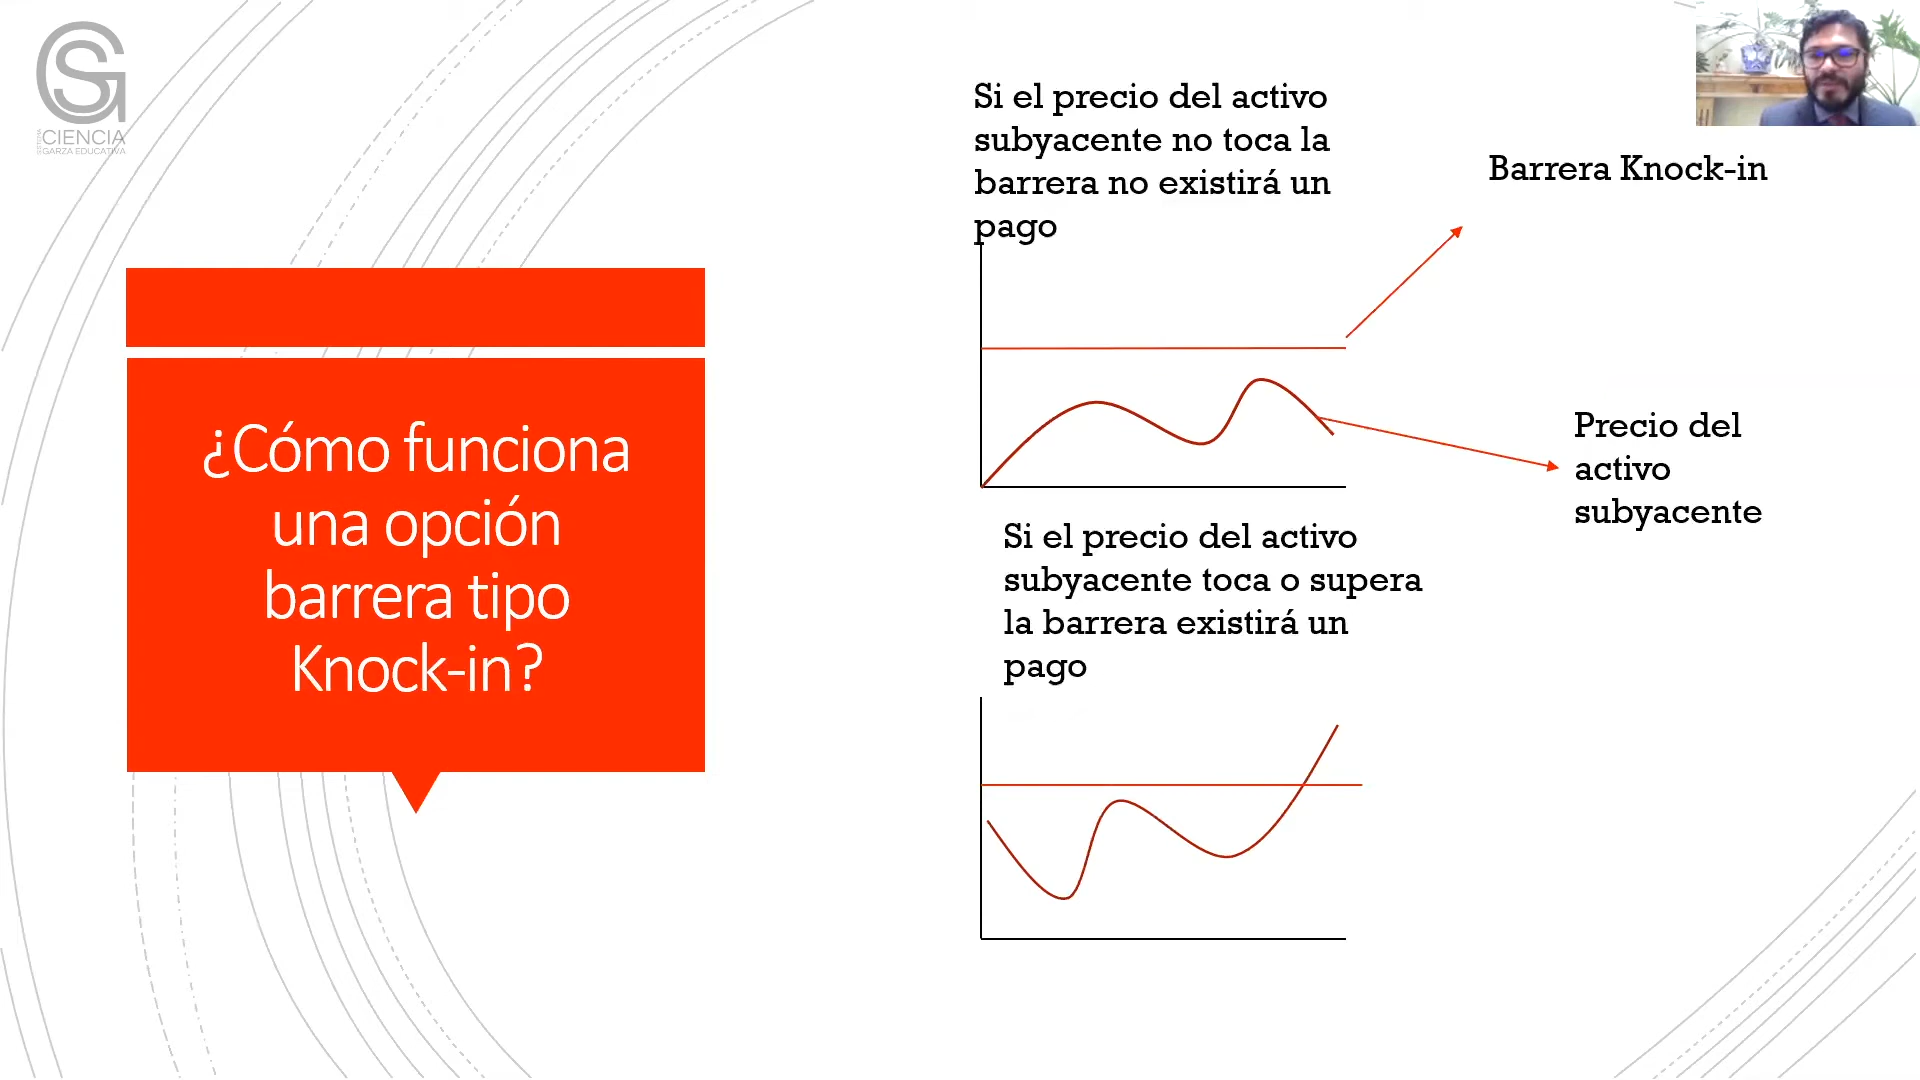 CIENCIA
GARZA EDUCATIVA
¿Cómo funciona
una opción
barrera tipo
Knock-in?
Si el precio del activo
subyacente no toca la
barrera no existirá un
pago
Barrera Knock-in
Precio del
activo
subyacente
Si el precio del activo
subyacente toca o supera
la barrera existirá un
pago